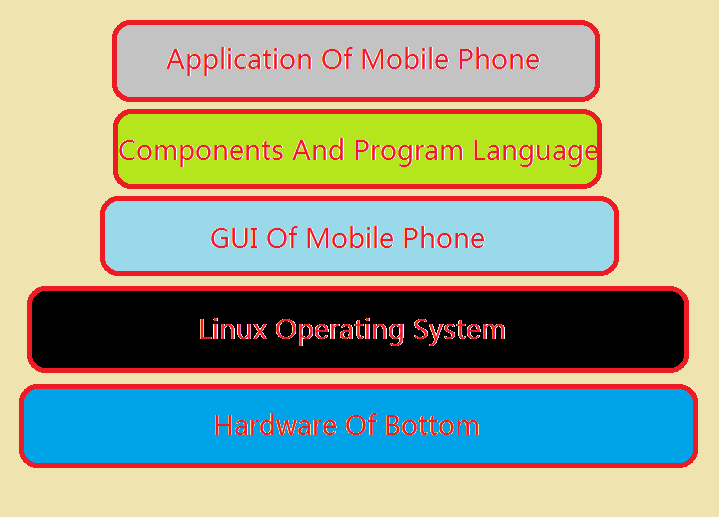 Application Of Mobile Phone
Components And Program Language
GUI Of Mobile Phone
Linux Operating System
Hardware Of Bottom